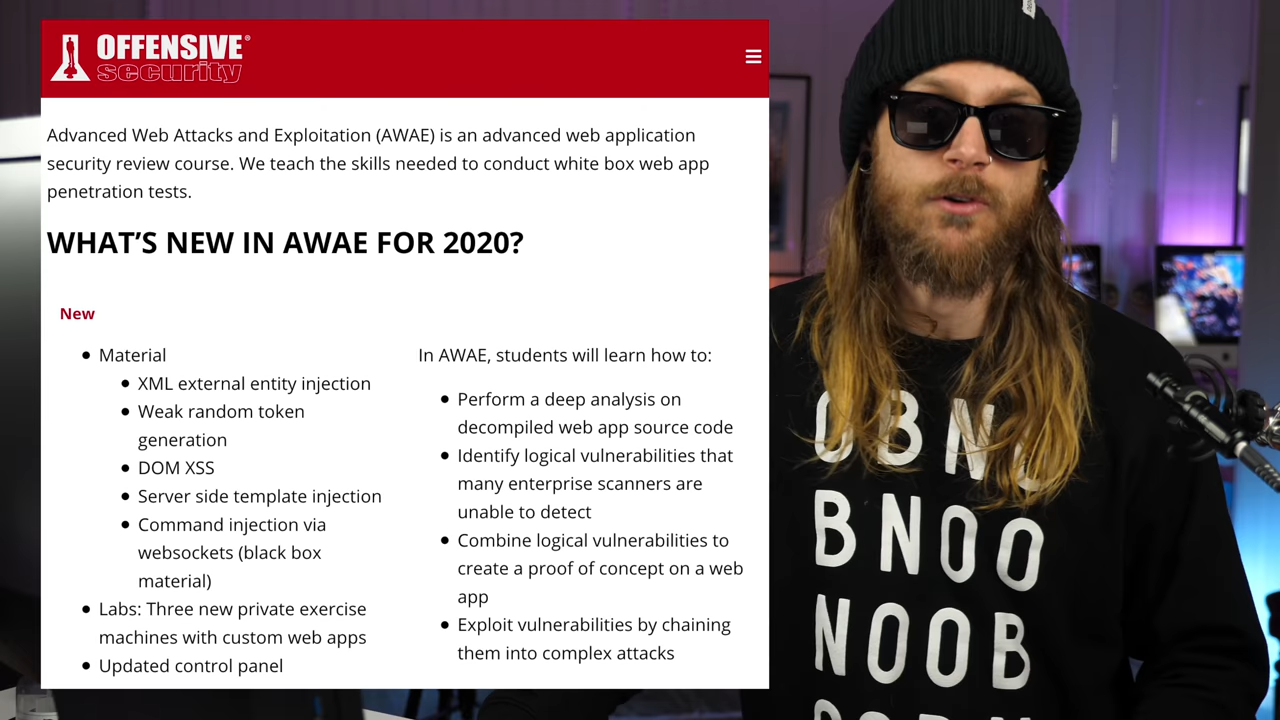 OFFENSIVE®
security
Advanced Web Attacks and Exploitation (AWAE) is an advanced web application
security review course. We teach the skills needed to conduct white box web app
penetration tests.
WHAT’S NEW IN AWAE FOR 2020?
New
Material
XML external entity injection
Weak random token
generation
DOM XSS
Server side template injection
Command injection via
websockets (black box
material)
Labs: Three new private exercise
machines with custom web apps
Updated control panel
In AWAE, students will learn how to:
Perform a deep analysis on
decompiled web app source code
Identify logical vulnerabilities that
many enterprise scanners are
unable to detect
Combine logical vulnerabilities to
create a proof of concept on a web
app
Exploit vulnerabilities by chaining
them into complex attacks
BNOO
NOOB